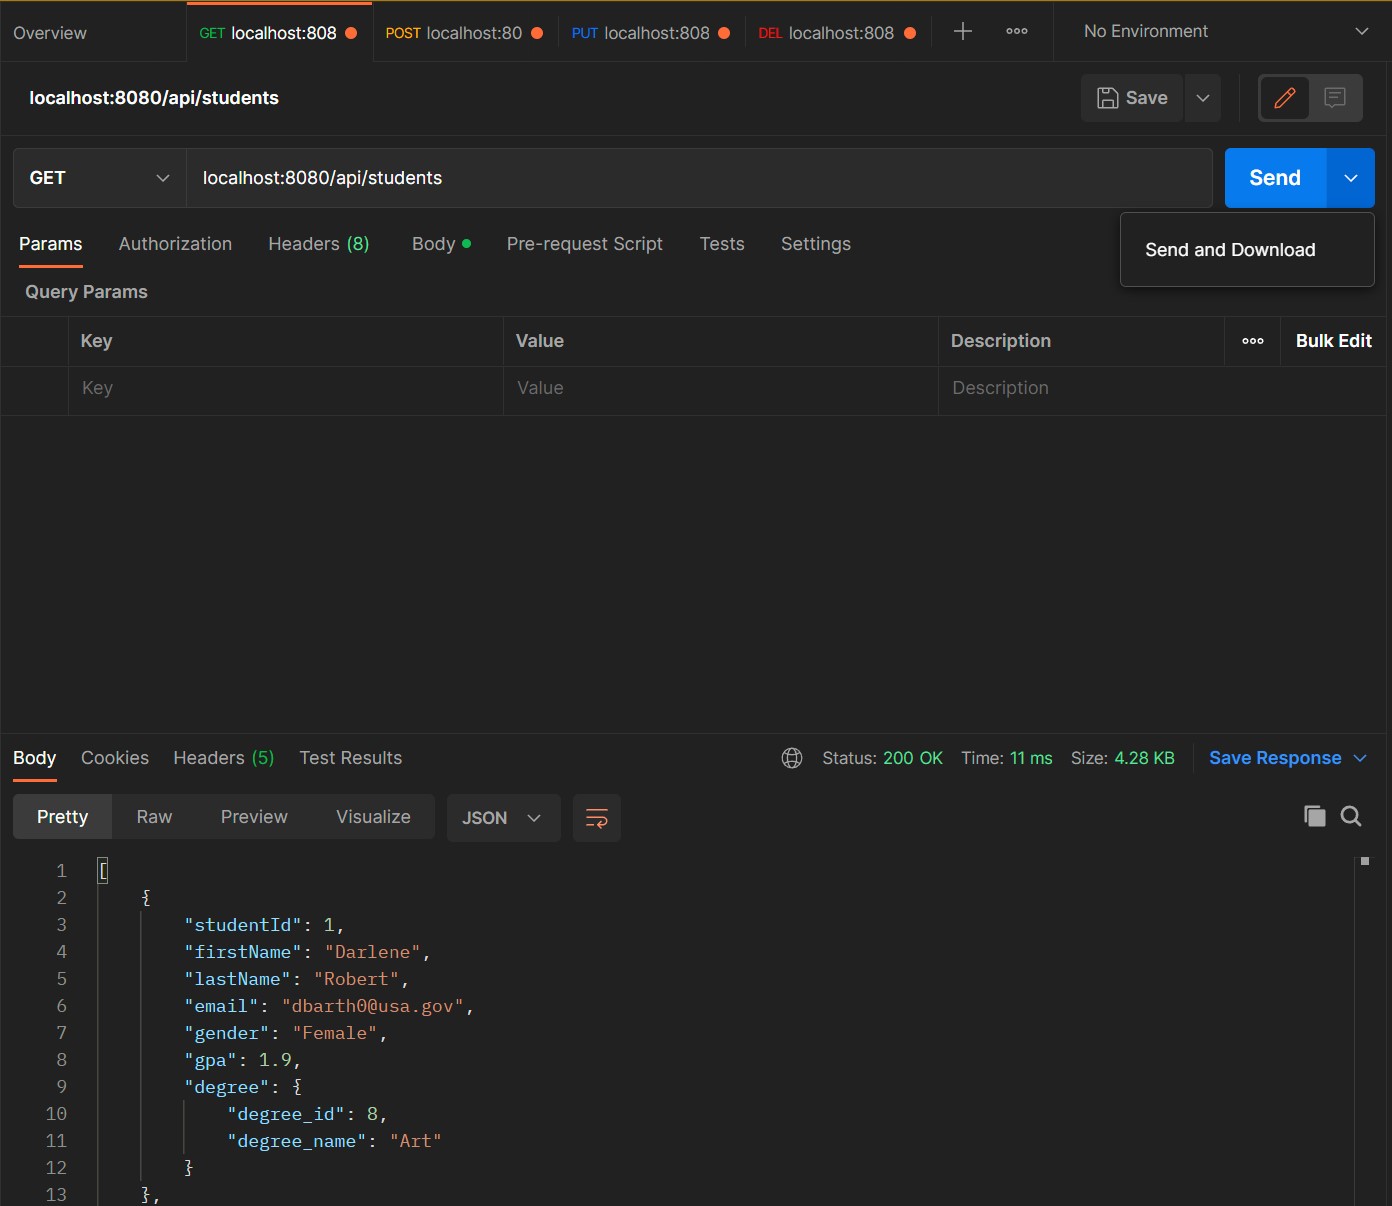 Overview GET localhost:808 POST localhost:80 PUT localhost:808 DEL localhost:808 No Environment
localhost:8080/api/students Save
GET localhost:8080/api/students Send
Params Authorization Headers (8) Body Pre-request Script Tests Settings
Send and Download
Query Params
Key Value Description Bulk Edit
Key Value Description
Body Cookies Headers (5) Test Results Status: 200 OK Time: 11 ms Size: 4.28 KB Save Response
Pretty Raw Preview Visualize JSON
1 [
2 {
3 "studentId": 1,
4 "firstName": "Darlene",
5 "lastName": "Robert",
6 "email": "dbarth0@usa.gov",
7 "gender": "Female",
8 "gpa": 1.9,
9 "degree": {
10 "degree_id": 8,
11 "degree_name": "Art"
12 }
13 },